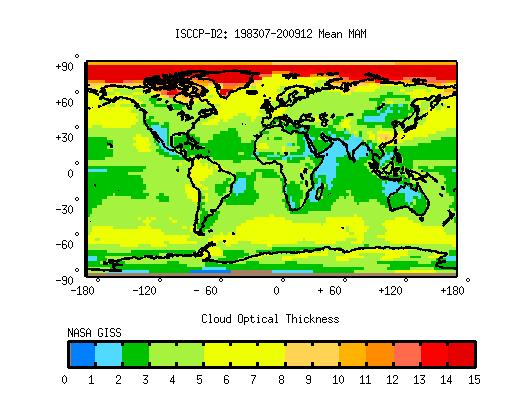 ISCCP-D2: 198307-200912 Mean MAM
+90°
+60°
+30°
0°
-30°
-60°
-90°
-180° -120° - 60° 0° + 60° +120° +180°
Cloud Optical Thickness
NASA GISS
0 1 2 3 4 5 7 8 10 11 12 13 14 15